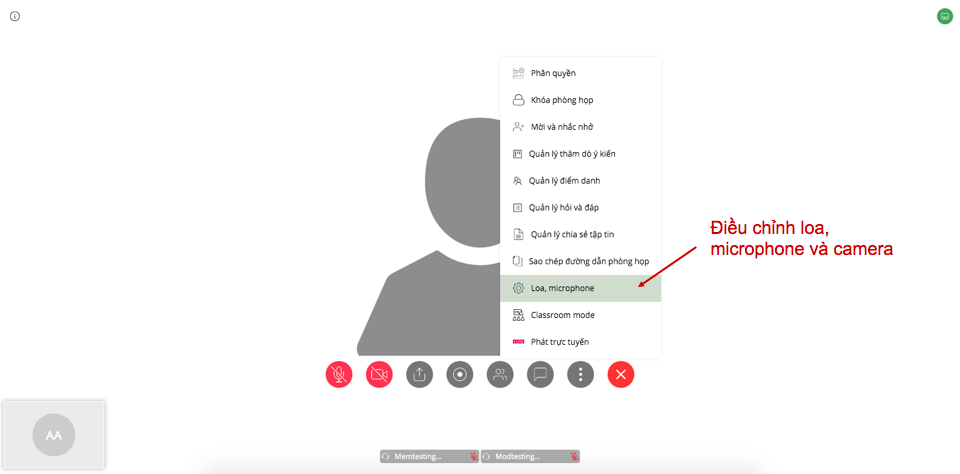 Phân quyền
Khóa phòng họp
Mời và nhắc nhở
Quản lý thăm dò ý kiến
Quản lý điểm danh
Quản lý hỏi và đáp
Điều chỉnh loa,
microphone và camera
Quản lý chia sẻ tập tin
Sao chép đường dẫn phòng họp
Loa, microphone
Classroom mode
Phát trực tuyến
AA
Memtesting...
Modtesting...